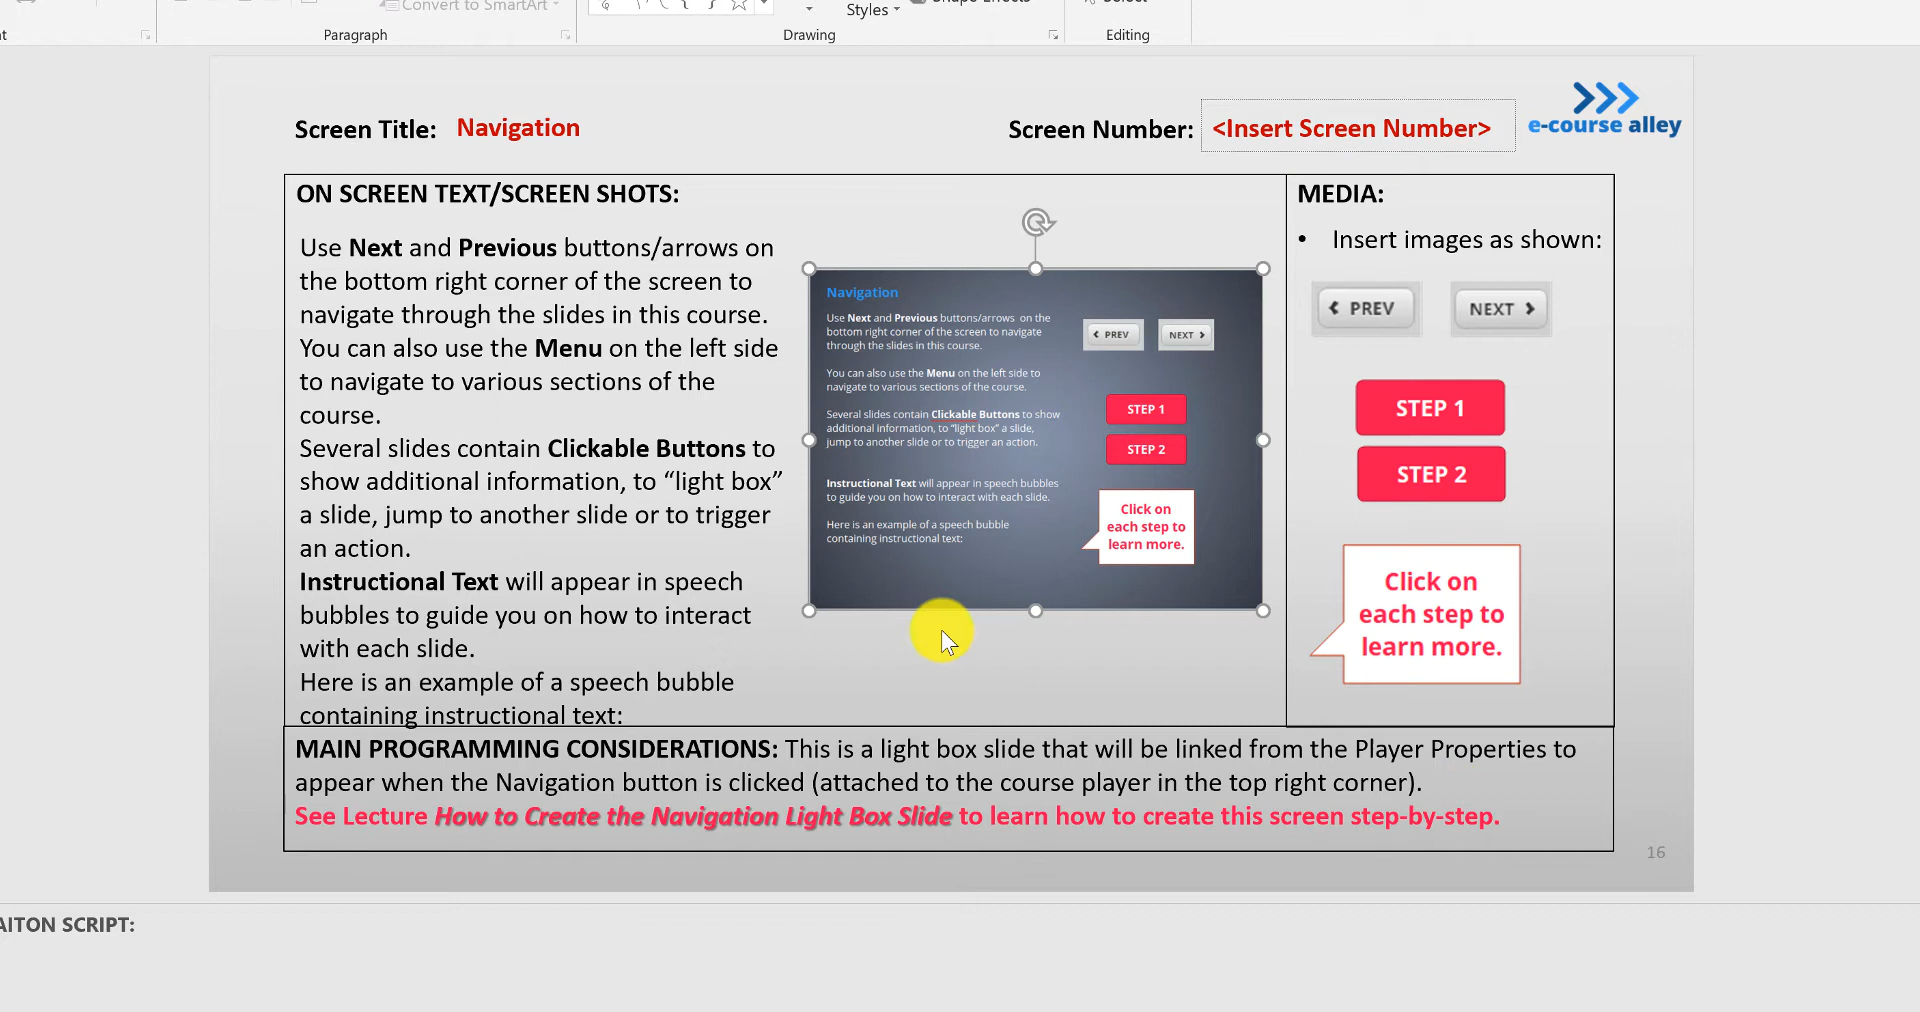 Convert to SmartArt
Styles
Select
Paragraph
Drawing
Editing
Screen Title: Navigation
Screen Number: <Insert Screen Number>
e-course alley
ON SCREEN TEXT/SCREEN SHOTS:
Use Next and Previous buttons/arrows on
the bottom right corner of the screen to
navigate through the slides in this course.
You can also use the Menu on the left side
to navigate to various sections of the
course.
Several slides contain Clickable Buttons to
show additional information, to “light box”
a slide, jump to another slide or to trigger
an action.
Instructional Text will appear in speech
bubbles to guide you on how to interact
with each slide.
Here is an example of a speech bubble
containing instructional text:
Navigation
Use Next and Previous buttons/arrows on the
bottom right corner of the screen to navigate
through the slides in this course.
You can also use the Menu on the left side to
navigate to various sections of the course.
Several slides contain Clickable Buttons to show
additional information, to “light box” a slide,
jump to another slide or to trigger an action.
Instructional Text will appear in speech bubbles
to guide you on how to interact with each slide.
Here is an example of a speech bubble
containing instructional text:
PREV
NEXT
STEP 1
STEP 2
Click on
each step to
learn more.
MEDIA:
• Insert images as shown:
PREV
NEXT
STEP 1
STEP 2
Click on
each step to
learn more.
MAIN PROGRAMMING CONSIDERATIONS: This is a light box slide that will be linked from the Player Properties to
appear when the Navigation button is clicked (attached to the course player in the top right corner).
See Lecture How to Create the Navigation Light Box Slide to learn how to create this screen step-by-step.
16
AITON SCRIPT: